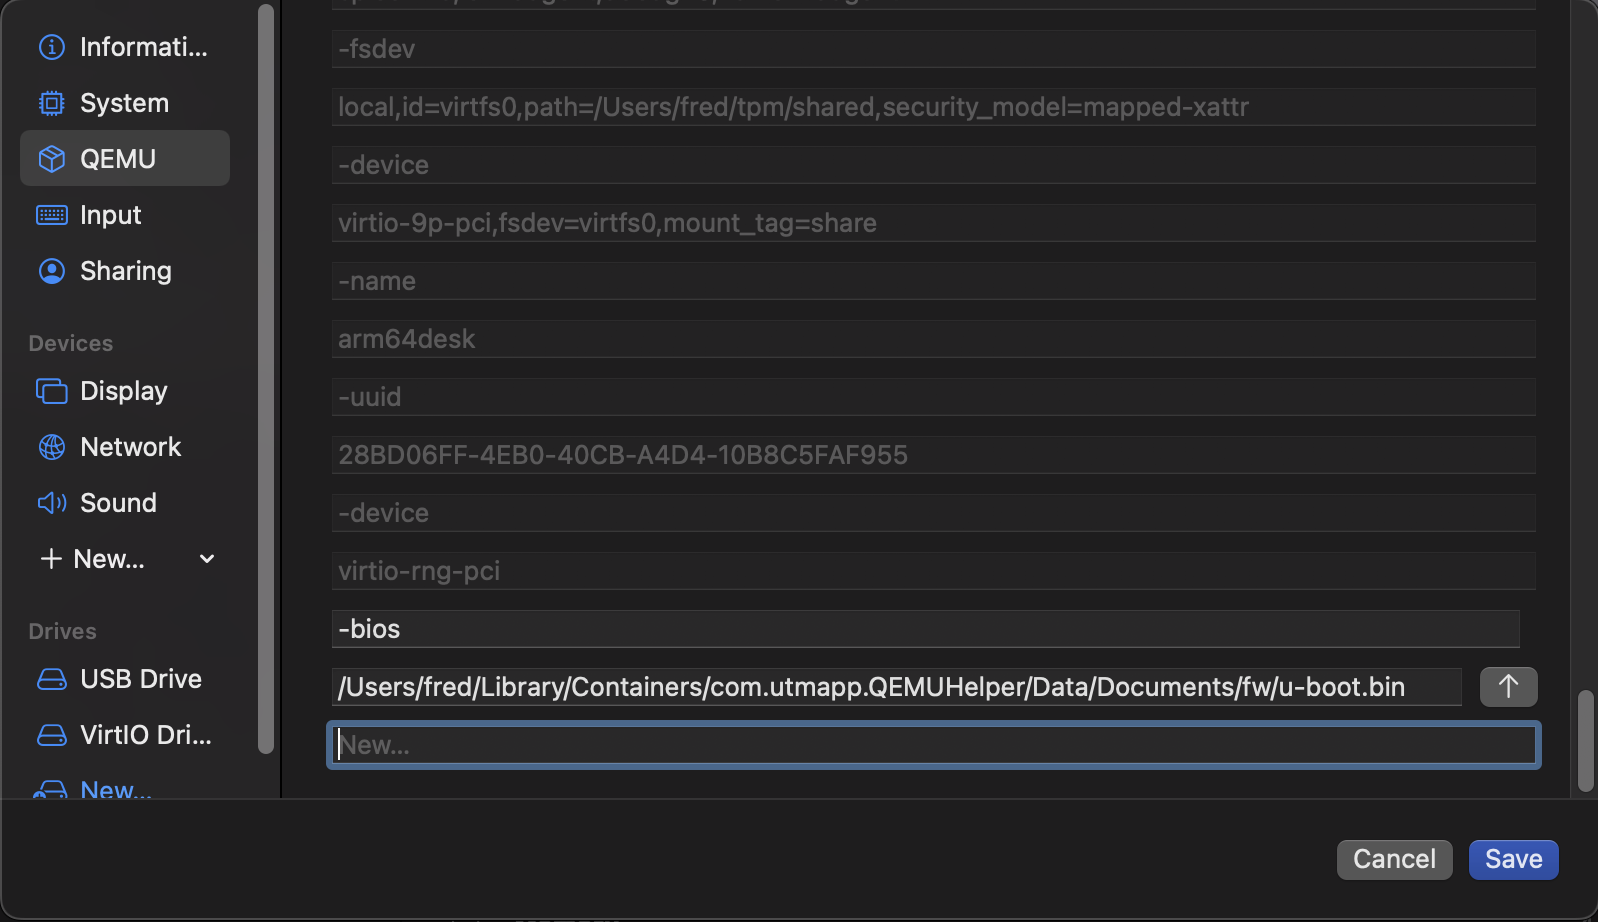 Informati...
System
QEMU
Input
Sharing
Devices
Display
Network
Sound
New...
Drives
USB Drive
VirtIO Dri...
New...
-fsdev
local,id=virtfs0,path=/Users/fred/tpm/shared,security_model=mapped-xattr
-device
virtio-9p-pci,fsdev=virtfs0,mount_tag=share
-name
arm64desk
-uuid
28BD06FF-4EB0-40CB-A4D4-10B8C5FAF955
-device
virtio-rng-pci
-bios
/Users/fred/Library/Containers/com.utmapp.QEMUHelper/Data/Documents/fw/u-boot.bin
New...
Cancel
Save